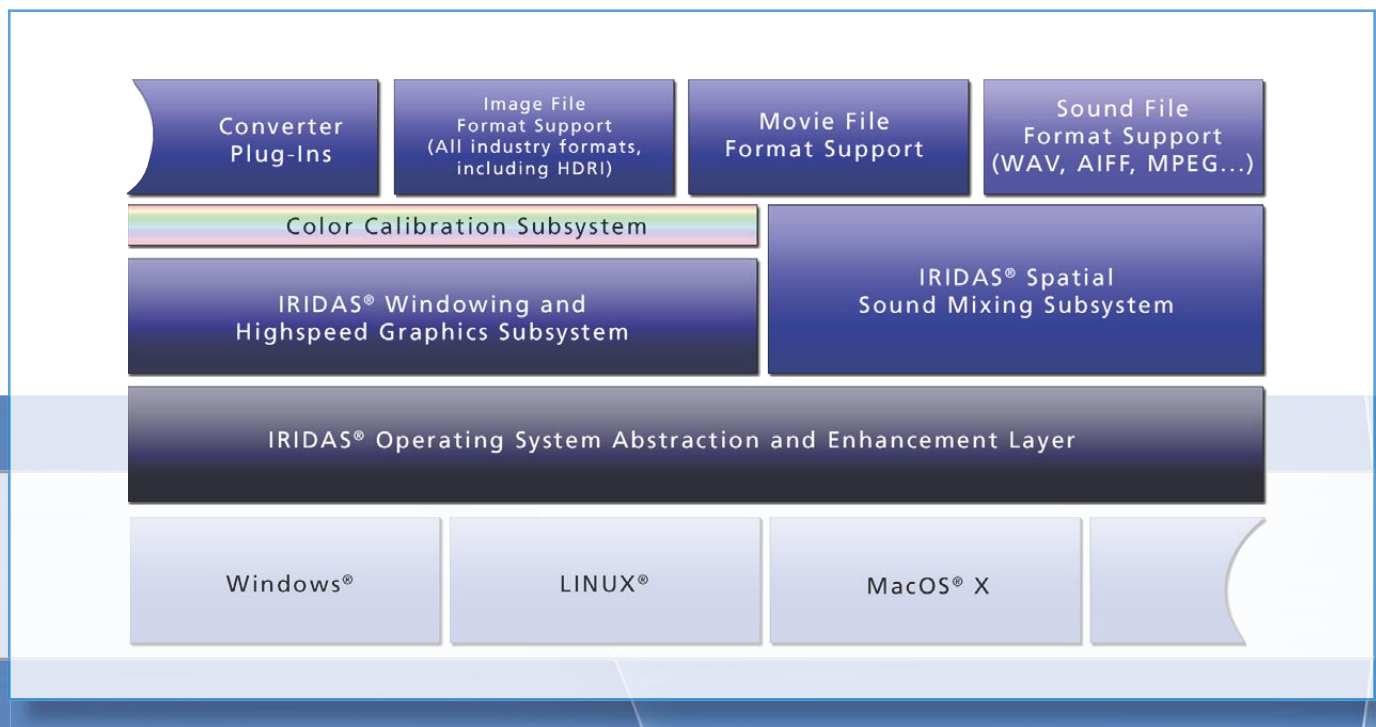 Converter
Plug-Ins
Image File
Format Support
(All industry formats,
including HDRI)
Movie File
Format Support
Sound File
Format Support
(WAV, AIFF, MPEG...)
Color Calibration Subsystem
IRIDAS® Windowing and
Highspeed Graphics Subsystem
IRIDAS® Spatial
Sound Mixing Subsystem
IRIDAS® Operating System Abstraction and Enhancement Layer
Windows®
LINUX®
MacOS® X